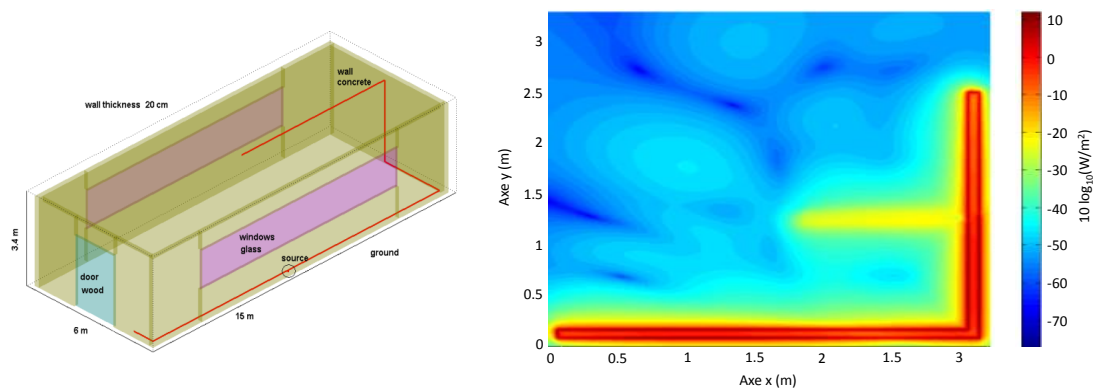 wall
concrete
wall thickness 20 cm
windows
glass
source
ground
door
wood
3.4 m
6 m
15 m
3
2.5
2
1.5
1
0.5
0
Axe y (m)
0
0.5
1
1.5
2
2.5
3
Axe x (m)
10
0
-10
-20
-30
-40
-50
-60
-70
10 log10(W/m2)